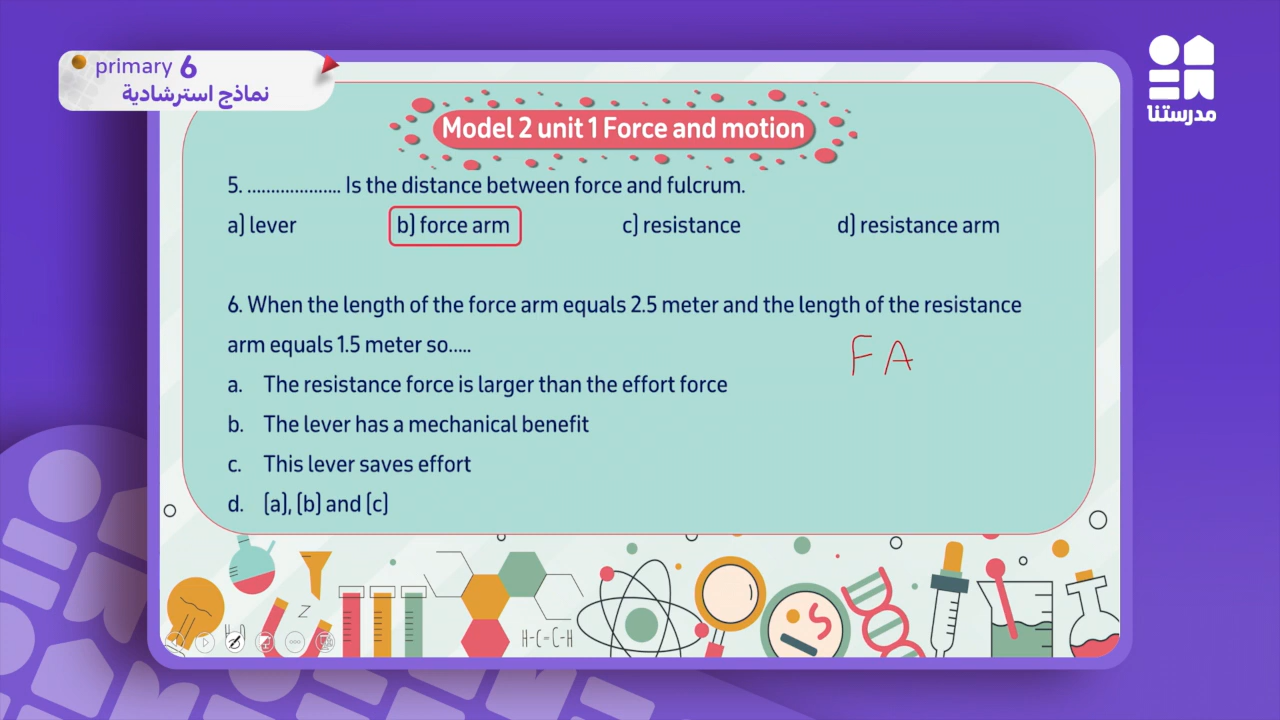 primary 6
نماذج استرشادية
مدرستنا
Model 2 unit 1 Force and motion
5. .................... Is the distance between force and fulcrum.
a) lever b) force arm c) resistance d) resistance arm
6. When the length of the force arm equals 2.5 meter and the length of the resistance
arm equals 1.5 meter so.....
F A
a. The resistance force is larger than the effort force
b. The lever has a mechanical benefit
c. This lever saves effort
d. (a), (b) and (c)
Z
H-C=C-H